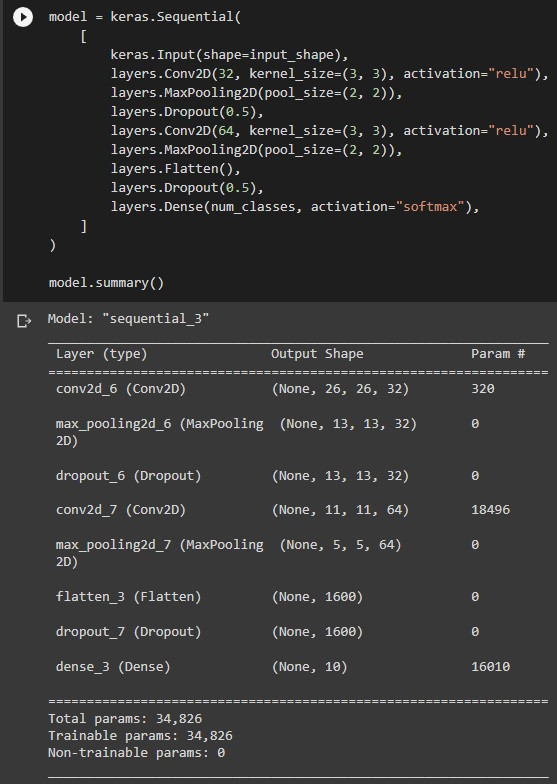 model = keras.Sequential(
    [
        keras.Input(shape=input_shape),
        layers.Conv2D(32, kernel_size=(3, 3), activation="relu"),
        layers.MaxPooling2D(pool_size=(2, 2)),
        layers.Dropout(0.5),
        layers.Conv2D(64, kernel_size=(3, 3), activation="relu"),
        layers.MaxPooling2D(pool_size=(2, 2)),
        layers.Flatten(),
        layers.Dropout(0.5),
        layers.Dense(num_classes, activation="softmax"),
    ]
)

model.summary()
Model: "sequential_3"
_________________________________________________________________
 Layer (type)                Output Shape              Param #
=================================================================
 conv2d_6 (Conv2D)           (None, 26, 26, 32)        320

 max_pooling2d_6 (MaxPooling  (None, 13, 13, 32)       0
 2D)

 dropout_6 (Dropout)         (None, 13, 13, 32)        0

 conv2d_7 (Conv2D)           (None, 11, 11, 64)        18496

 max_pooling2d_7 (MaxPooling  (None, 5, 5, 64)         0
 2D)

 flatten_3 (Flatten)         (None, 1600)              0

 dropout_7 (Dropout)         (None, 1600)              0

 dense_3 (Dense)             (None, 10)                16010

=================================================================
Total params: 34,826
Trainable params: 34,826
Non-trainable params: 0
_________________________________________________________________